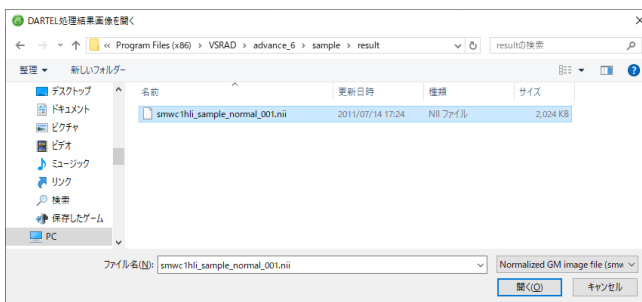 DARTEL処理結果画像を開く
« Program Files (x86) › VSRAD › advance_6 › sample › result
resultの検索
整理 新しいフォルダー
名前 更新日時 種類 サイズ
smwc1hli_sample_normal_001.nii 2011/07/14 17:24 NII ファイル 2,024 KB
デスクトップ
ドキュメント
ピクチャ
ビデオ
ミュージック
リンク
検索
保存したゲーム
PC
ファイル名(N): smwc1hli_sample_normal_001.nii Normalized GM image file (smw
開く(O) キャンセル